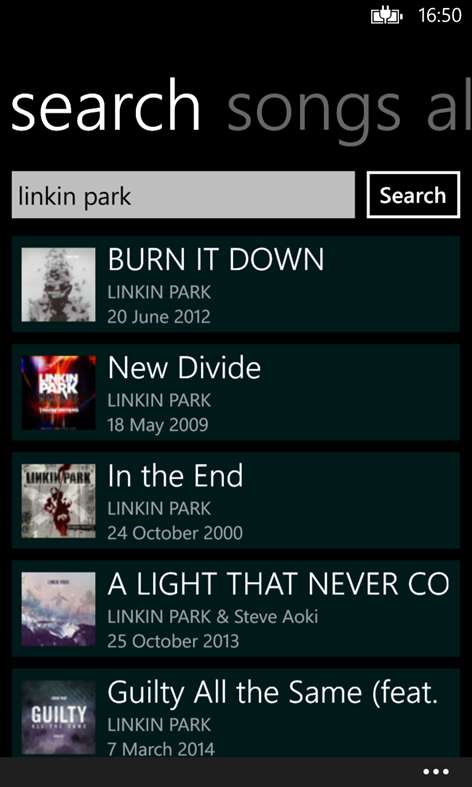 16:50
search songs al
linkin park
Search
BURN IT DOWN
LINKIN PARK
20 June 2012
LINKIN PARK
New Divide
LINKIN PARK
18 May 2009
LINKIN PARK
In the End
LINKIN PARK
24 October 2000
A LIGHT THAT NEVER CO
LINKIN PARK & Steve Aoki
25 October 2013
GUILTY
ALL THE SAME
Guilty All the Same (feat.
LINKIN PARK
7 March 2014